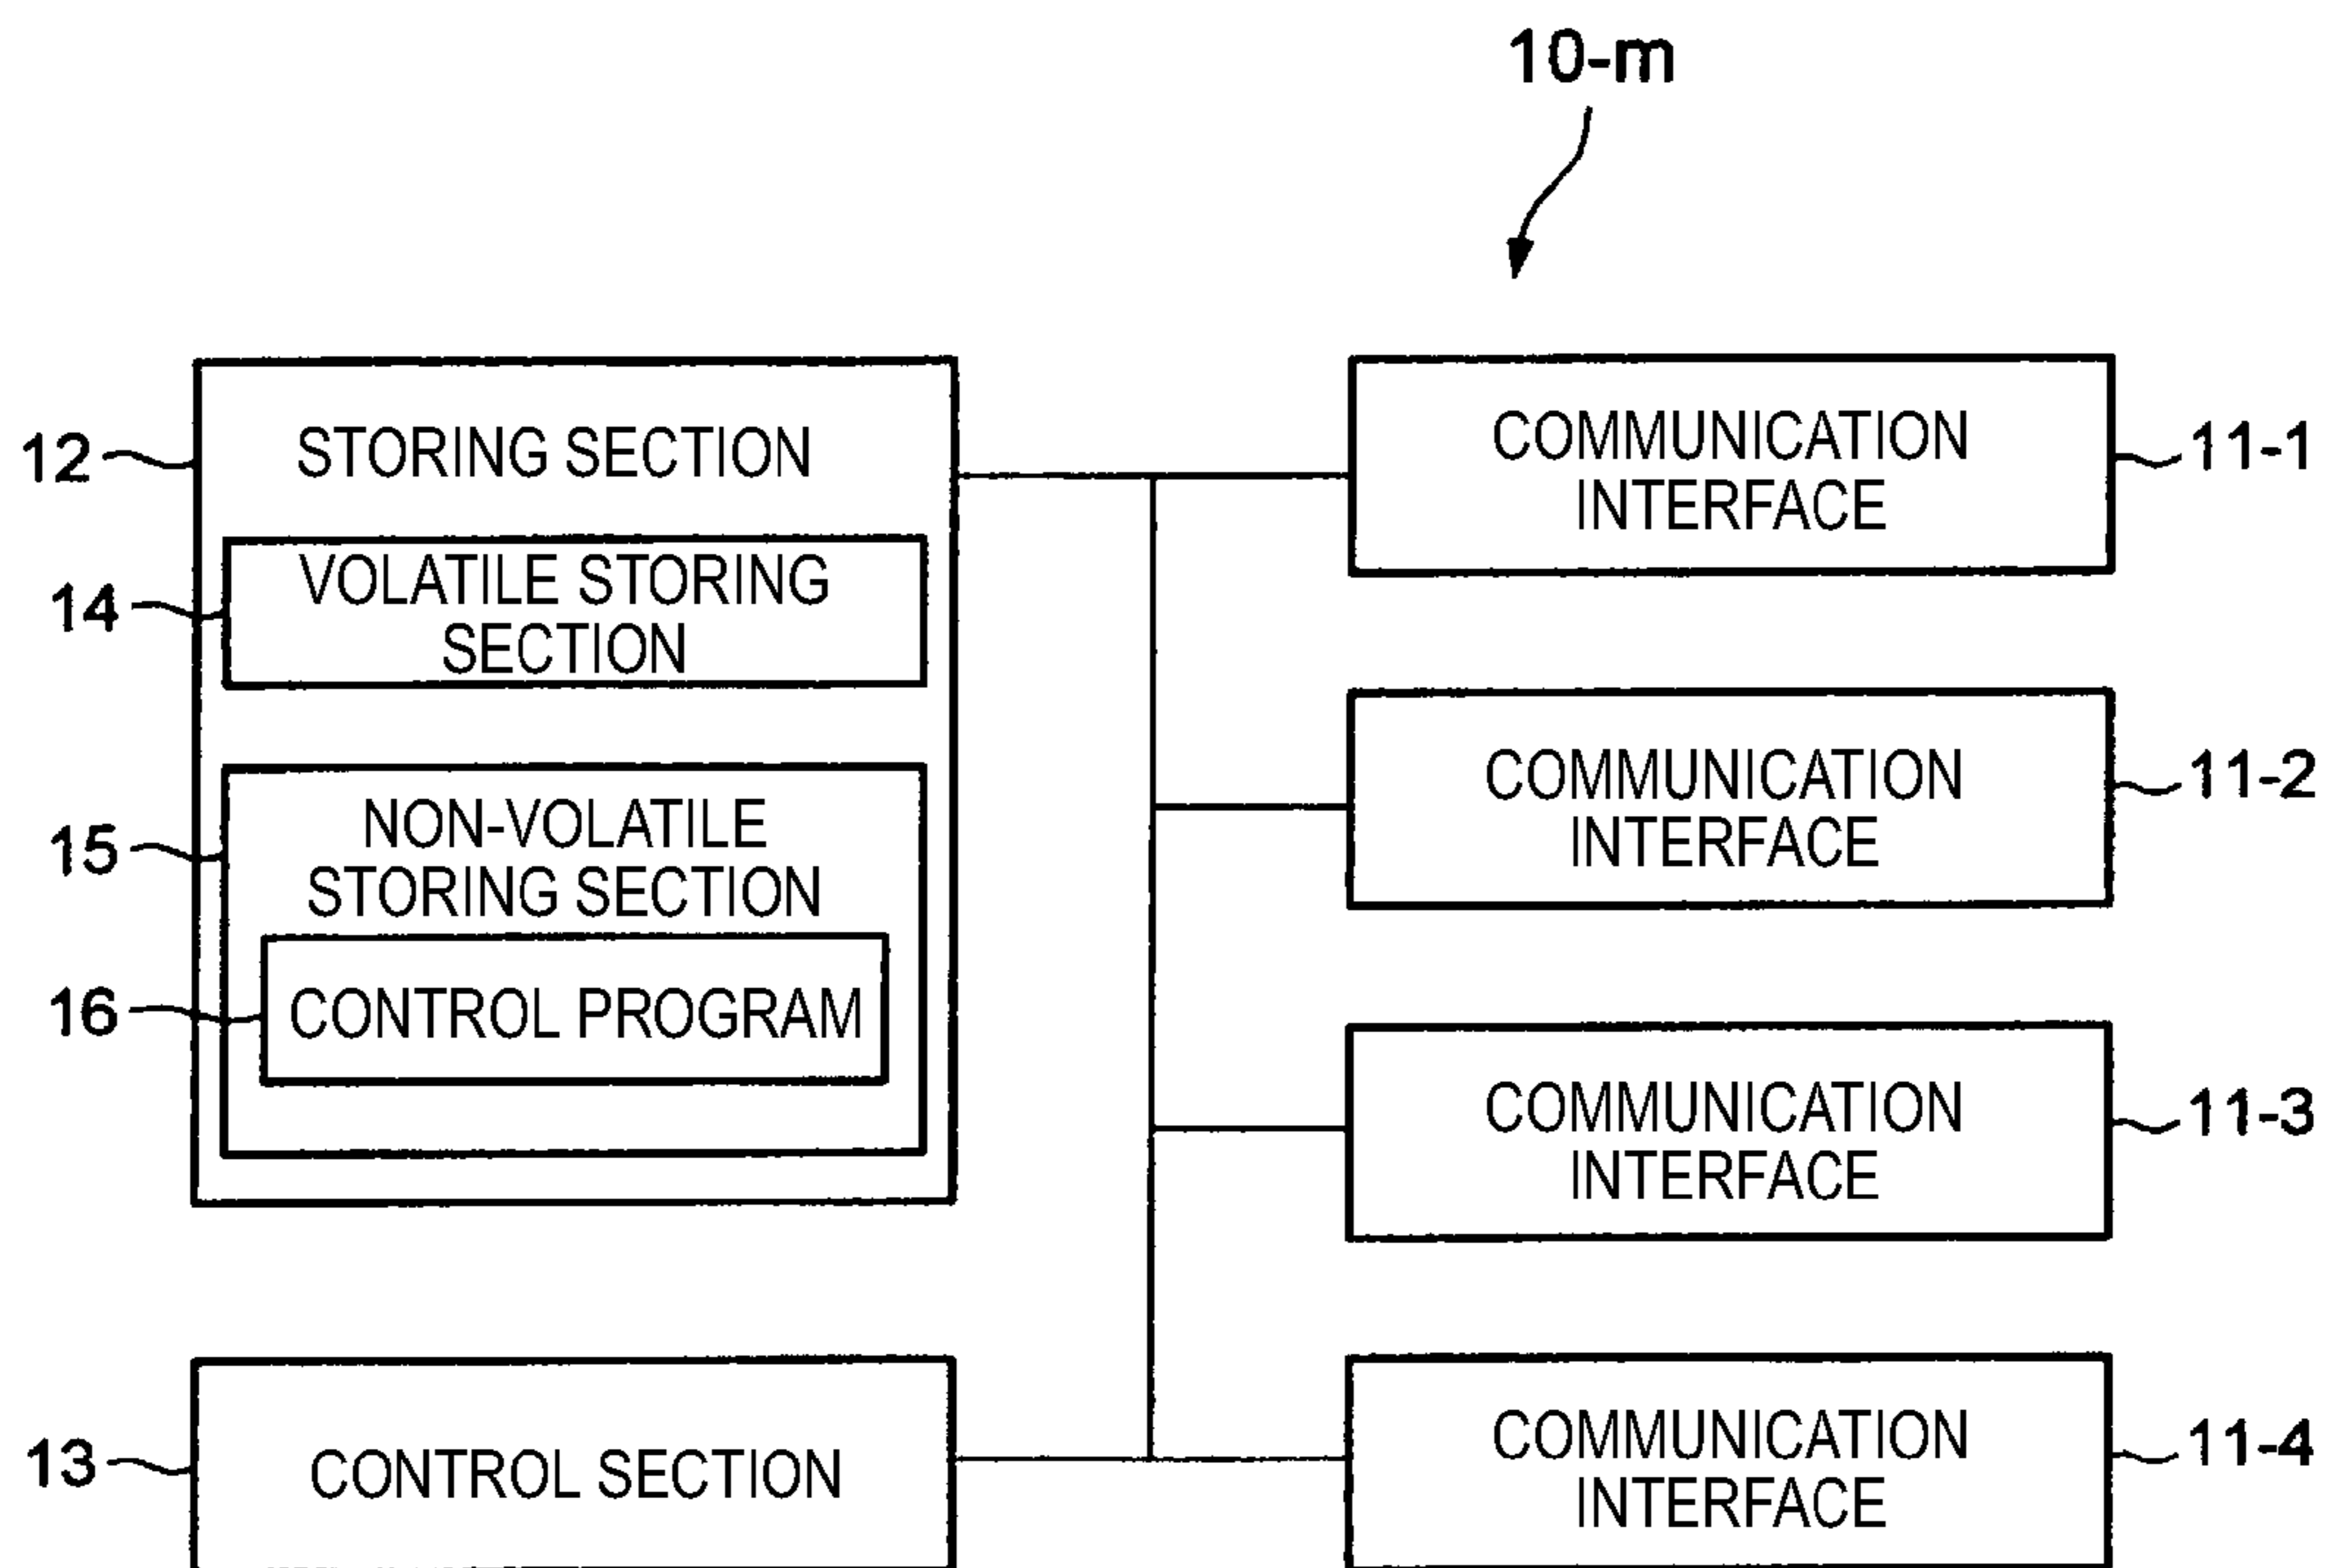 10-m
12
STORING SECTION
14
VOLATILE STORING
SECTION
15
NON-VOLATILE
STORING SECTION
16
CONTROL PROGRAM
13
CONTROL SECTION
COMMUNICATION
INTERFACE
11-1
COMMUNICATION
INTERFACE
11-2
COMMUNICATION
INTERFACE
11-3
COMMUNICATION
INTERFACE
11-4